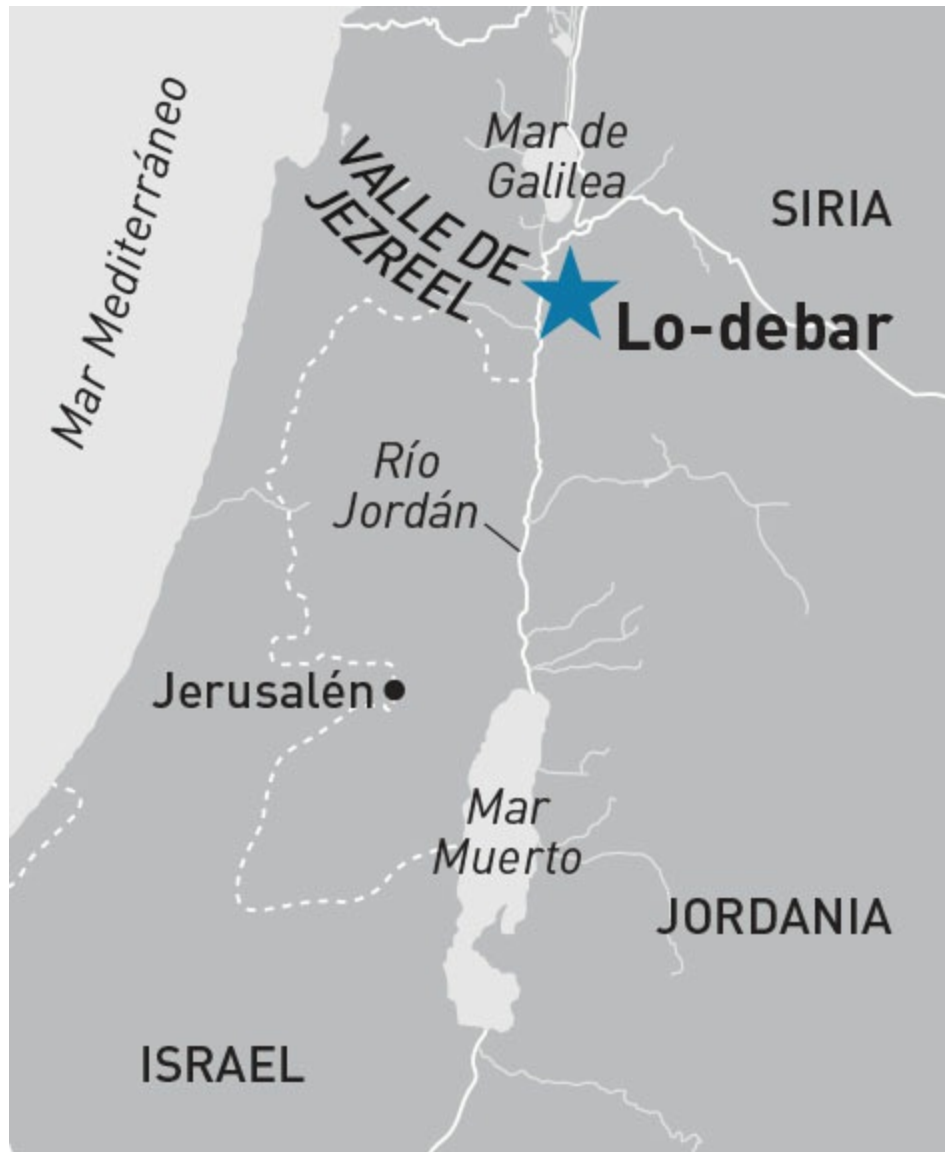 Mar Mediterráneo
Mar de
Galilea
VALLE DE
JEZREEL
SIRIA
Lo-debar
Río
Jordán
Jerusalén
Mar
Muerto
JORDANIA
ISRAEL